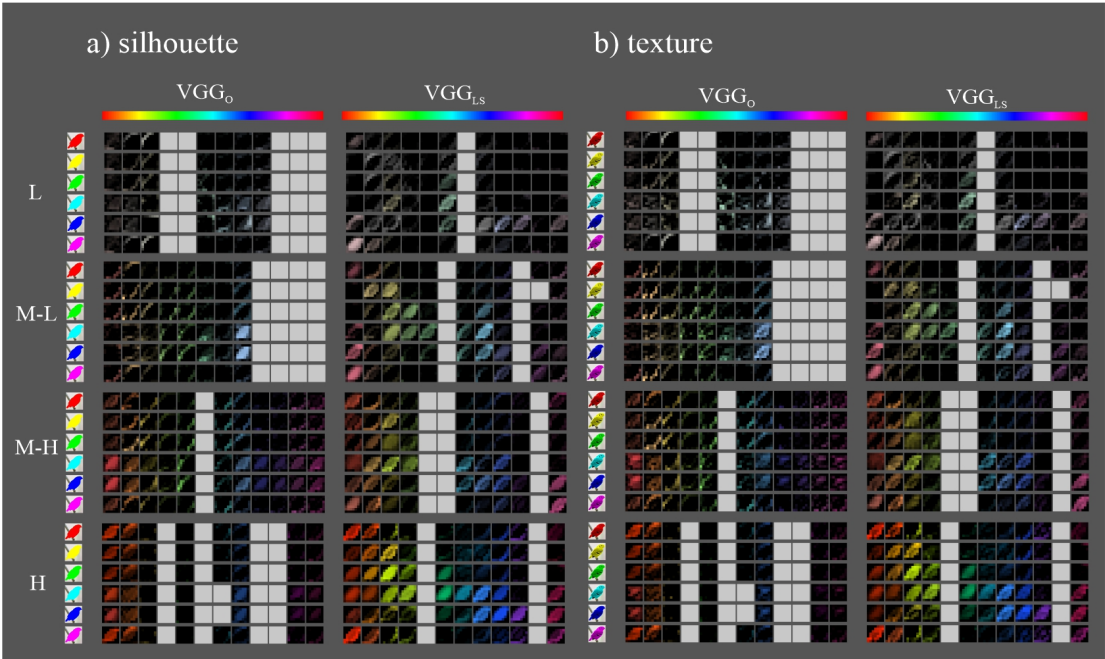 a) silhouette
b) texture
VGG_O
VGG_LS
VGG_O
VGG_LS
L
M-L
M-H
H